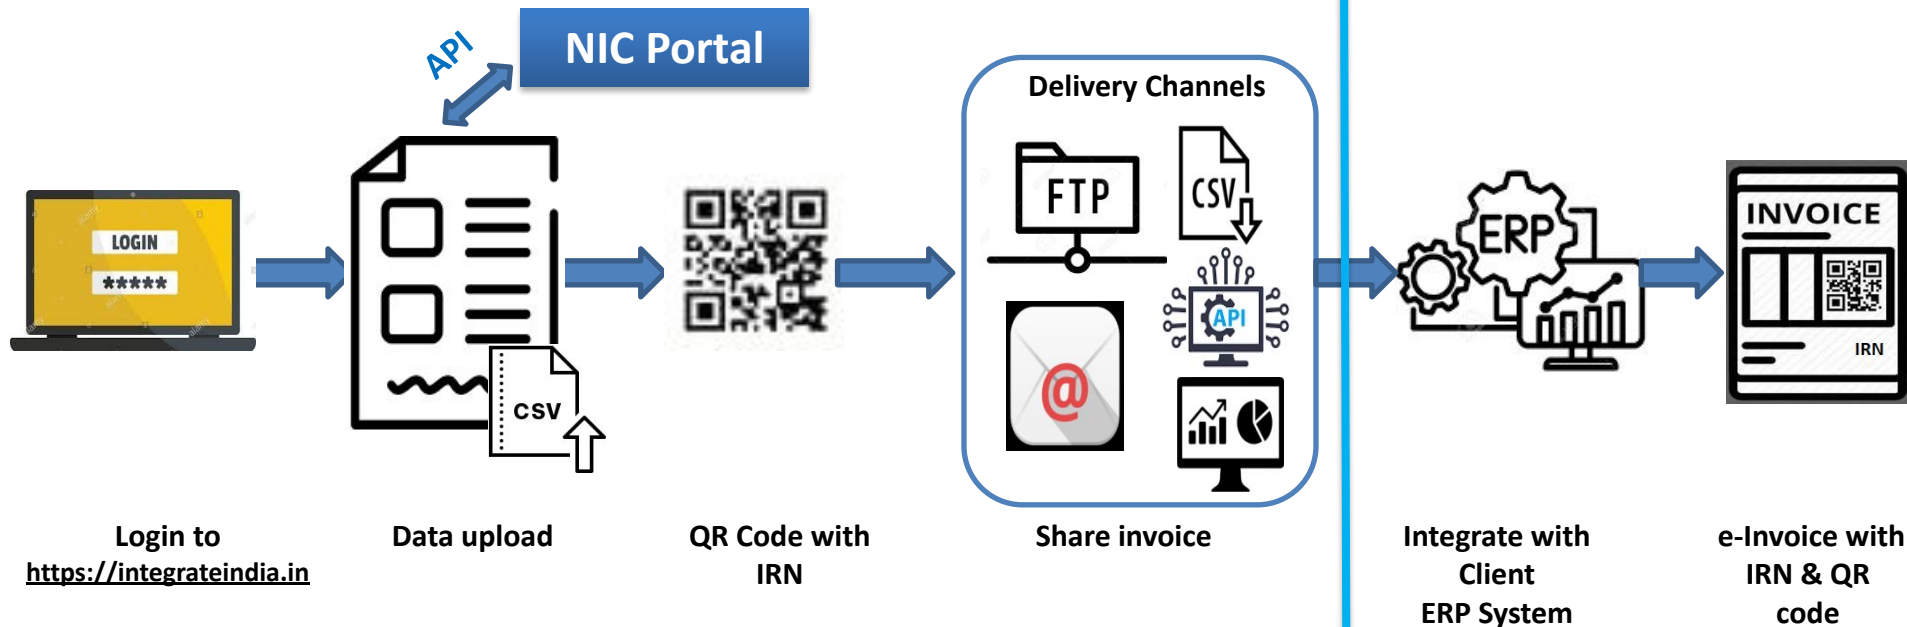 API
NIC Portal
Delivery Channels
LOGIN
*****
CSV
FTP
CSV
API
@
ERP
INVOICE
IRN
Login to
https://integrateindia.in
Data upload
QR Code with
IRN
Share invoice
Integrate with
Client
ERP System
e-Invoice with
IRN & QR
code